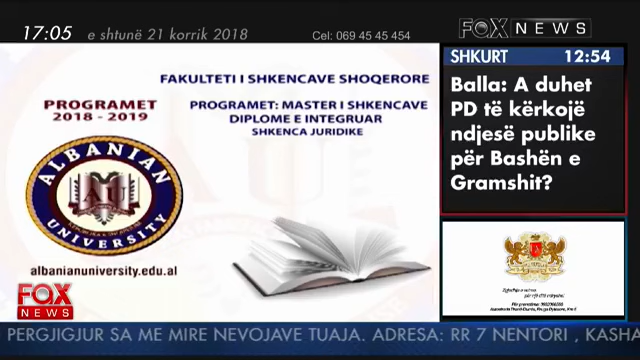 17:05
e shtunë 21 korrik 2018
Cel: 069 45 45 454
FOX NEWS
SHKURT 12:54
Balla: A duhet
PD të kërkojë
ndjesë publike
për Bashën e
Gramshit?
FAKULTETI I SHKENCAVE SHOQERORE
PROGRAMET: MASTER I SHKENCAVE
DIPLOME E INTEGRUAR
SHKENCA JURIDIKE
PROGRAMET
2018 - 2019
ALBANIAN
AU
UNIVERSITY
albanianuniversity.edu.al
FOX
NEWS
PERGJIGJUR SA ME MIRE NEVOJAVE TUAJA. ADRESA: RR 7 NENTORI , KASHA